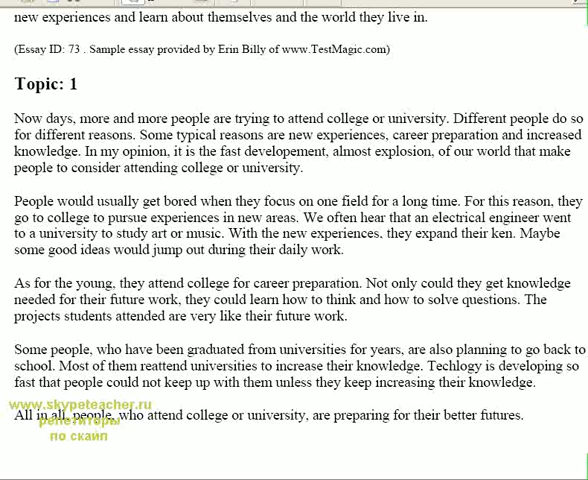 new experiences and learn about themselves and the world they live in.
(Essay ID: 73 . Sample essay provided by Erin Billy of www.TestMagic.com)
Topic: 1
Now days, more and more people are trying to attend college or university. Different people do so
for different reasons. Some typical reasons are new experiences, career preparation and increased
knowledge. In my opinion, it is the fast developement, almost explosion, of our world that make
people to consider attending college or university.
People would usually get bored when they focus on one field for a long time. For this reason, they
go to college to pursue experiences in new areas. We often hear that an electrical engineer went
to a university to study art or music. With the new experiences, they expand their ken. Maybe
some good ideas would jump out during their daily work.
As for the young, they attend college for career preparation. Not only could they get knowledge
needed for their future work, they could learn how to think and how to solve questions. The
projects students attended are very like their future work.
Some people, who have been graduated from universities for years, are also planning to go back to
school. Most of them reattend universities to increase their knowledge. Techlogy is developing so
fast that people could not keep up with them unless they keep increasing their knowledge.
www.skypeteacher.ru
All in all, people, who attend college or university, are preparing for their better futures.
репетиторы
по скайп